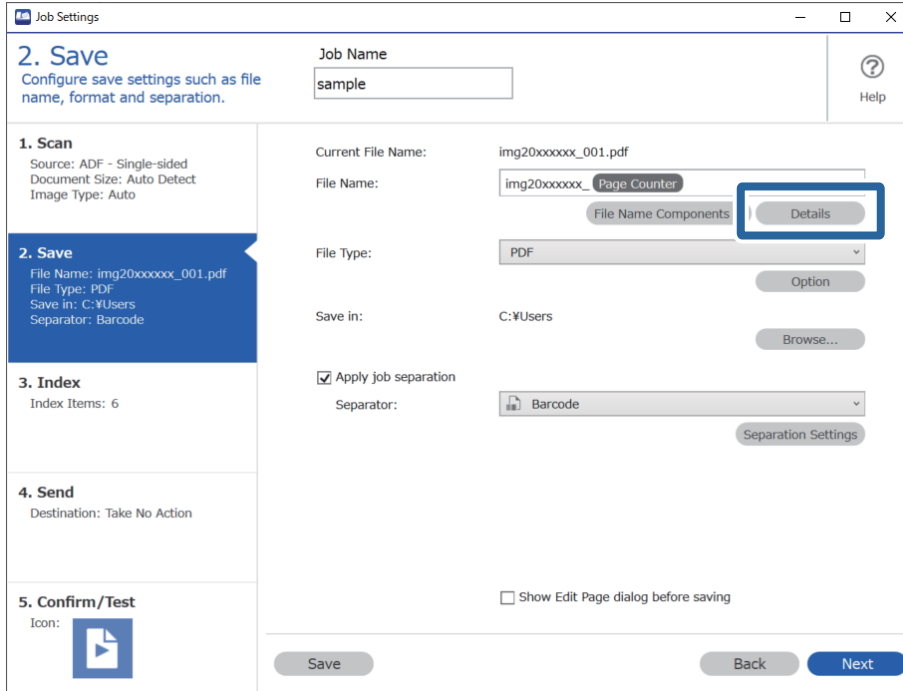 Job Settings
2. Save
Configure save settings such as file
name, format and separation.
Job Name
sample
Help
1. Scan
Source: ADF - Single-sided
Document Size: Auto Detect
Image Type: Auto
2. Save
File Name: img20xxxxxx_001.pdf
File Type: PDF
Save in: C:¥Users
Separator: Barcode
3. Index
Index Items: 6
4. Send
Destination: Take No Action
5. Confirm/Test
Icon:
Current File Name: img20xxxxxx_001.pdf
File Name: img20xxxxxx_ Page Counter
File Name Components Details
File Type: PDF
Option
Save in: C:¥Users
Browse...
Apply job separation
Separator: Barcode
Separation Settings
Show Edit Page dialog before saving
Save Back Next